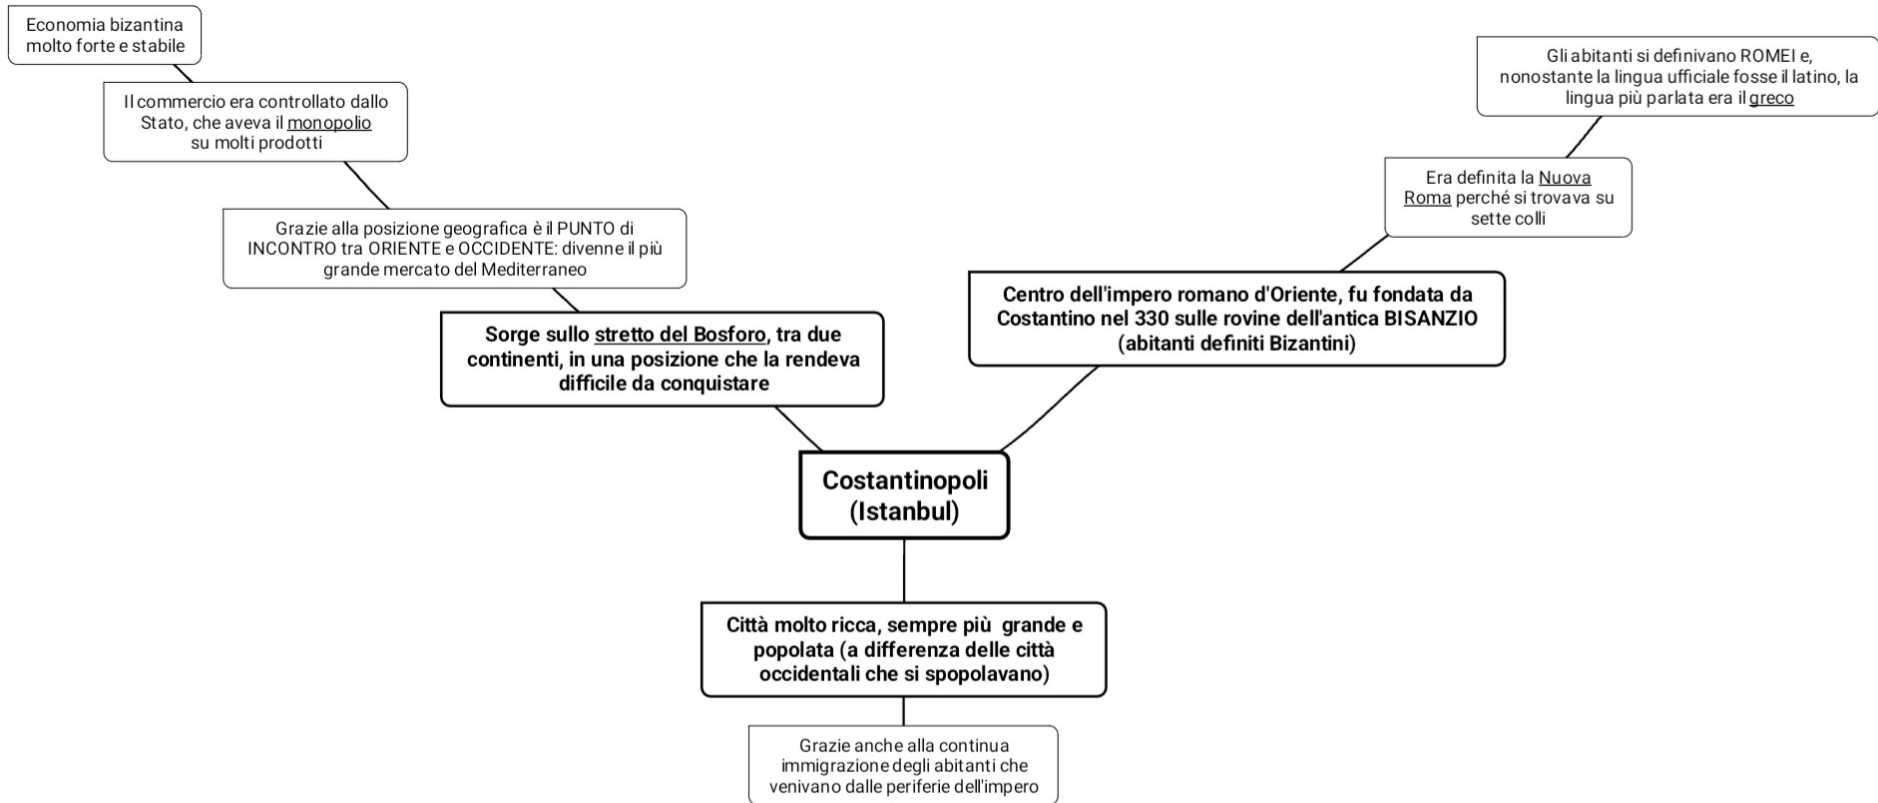 Economia bizantina
molto forte e stabile
Il commercio era controllato dallo
Stato, che aveva il monopolio
su molti prodotti
Grazie alla posizione geografica è il PUNTO di
INCONTRO tra ORIENTE e OCCIDENTE: divenne il più
grande mercato del Mediterraneo
Sorge sullo stretto del Bosforo, tra due
continenti, in una posizione che la rendeva
difficile da conquistare
Gli abitanti si definivano ROMEI e,
nonostante la lingua ufficiale fosse il latino, la
lingua più parlata era il greco
Era definita la Nuova
Roma perché si trovava su
sette colli
Centro dell'impero romano d'Oriente, fu fondata da
Costantino nel 330 sulle rovine dell'antica BISANZIO
(abitanti definiti Bizantini)
Costantinopoli
(Istanbul)
Città molto ricca, sempre più  grande e
popolata (a differenza delle città
occidentali che si spopolavano)
Grazie anche alla continua
immigrazione degli abitanti che
venivano dalle periferie dell'impero